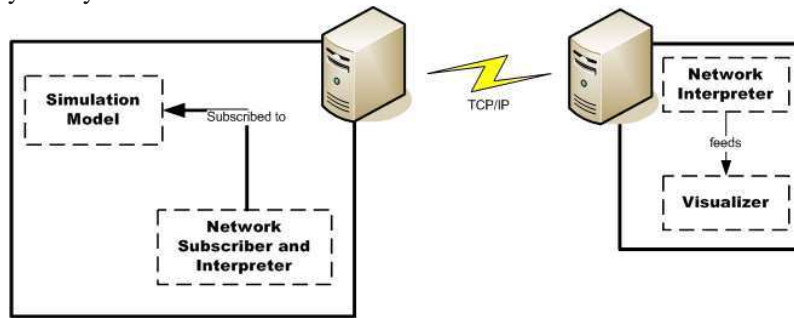 Simulation
Model
Subscribed to
Network
Subscriber and
Interpreter
TCP/IP
Network
Interpreter
feeds
Visualizer